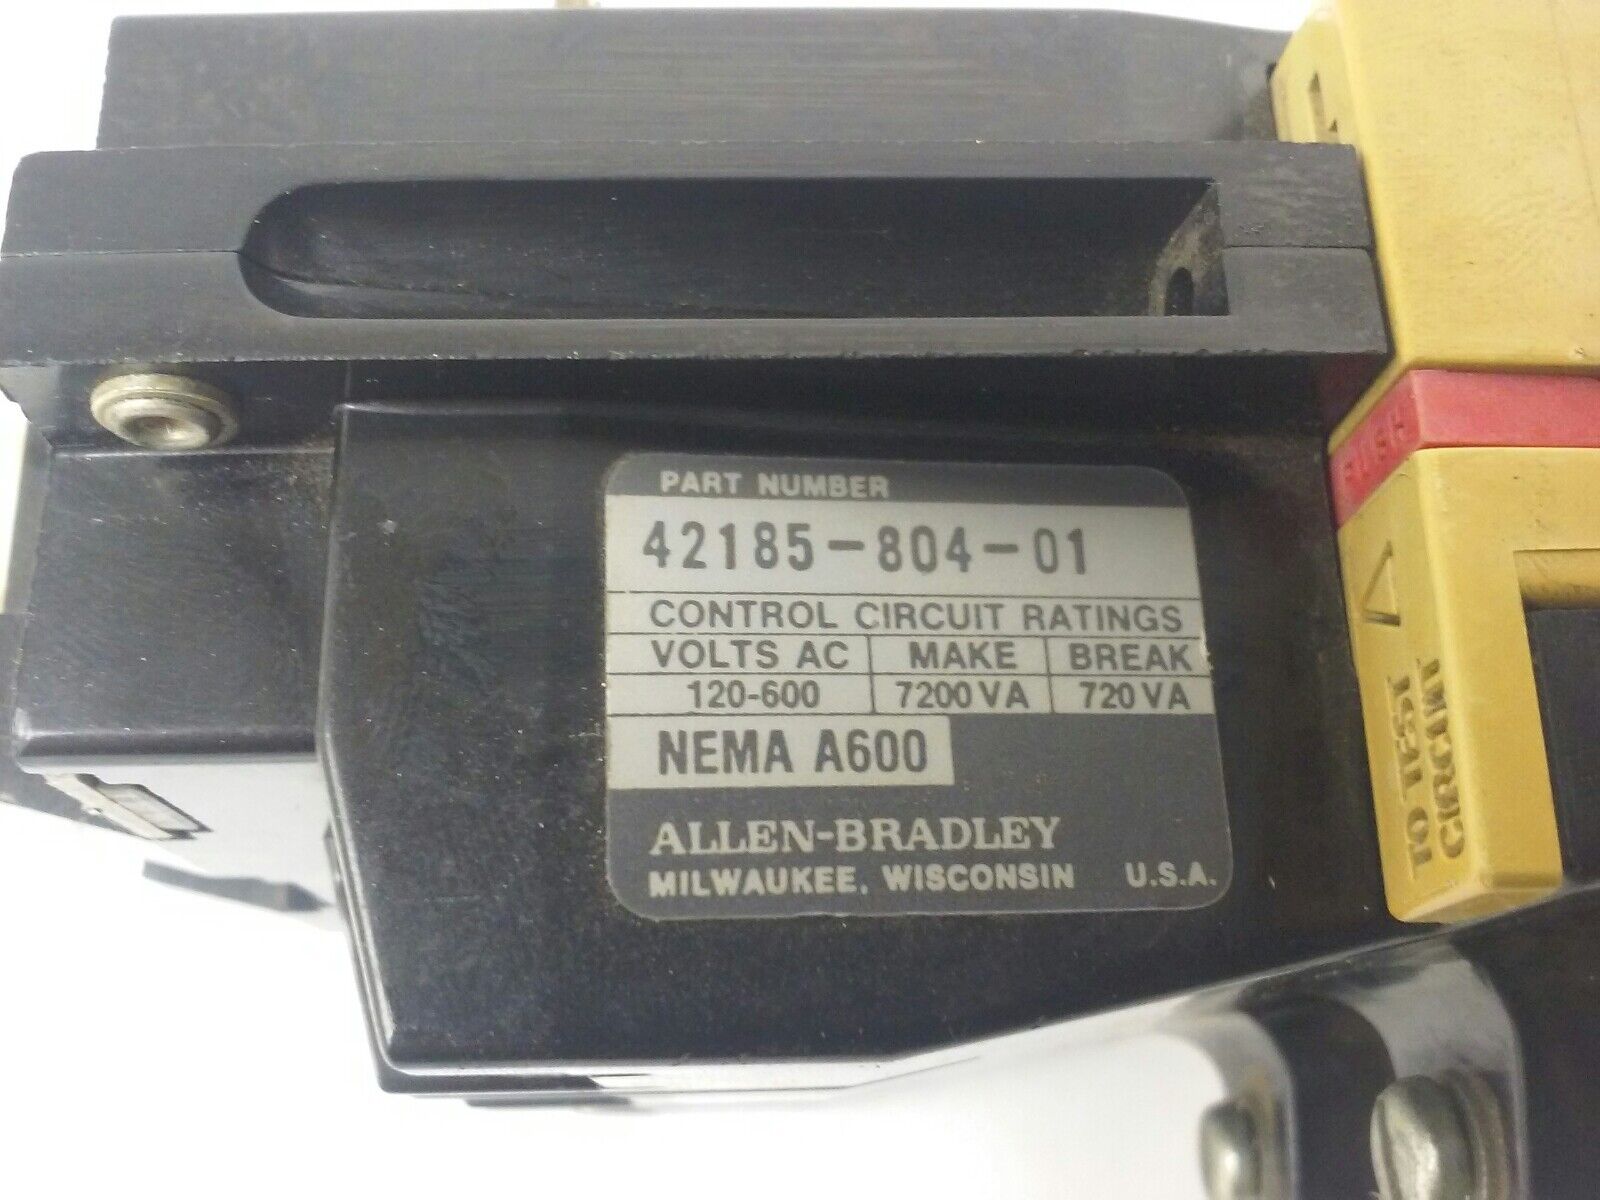 PART NUMBER
42185-804-01
CONTROL CIRCUIT RATINGS
VOLTS AC MAKE BREAK
120-600 7200 VA 720 VA
NEMA A600
ALLEN-BRADLEY
MILWAUKEE, WISCONSIN U.S.A.
PUSH
TO TEST
CIRCUIT